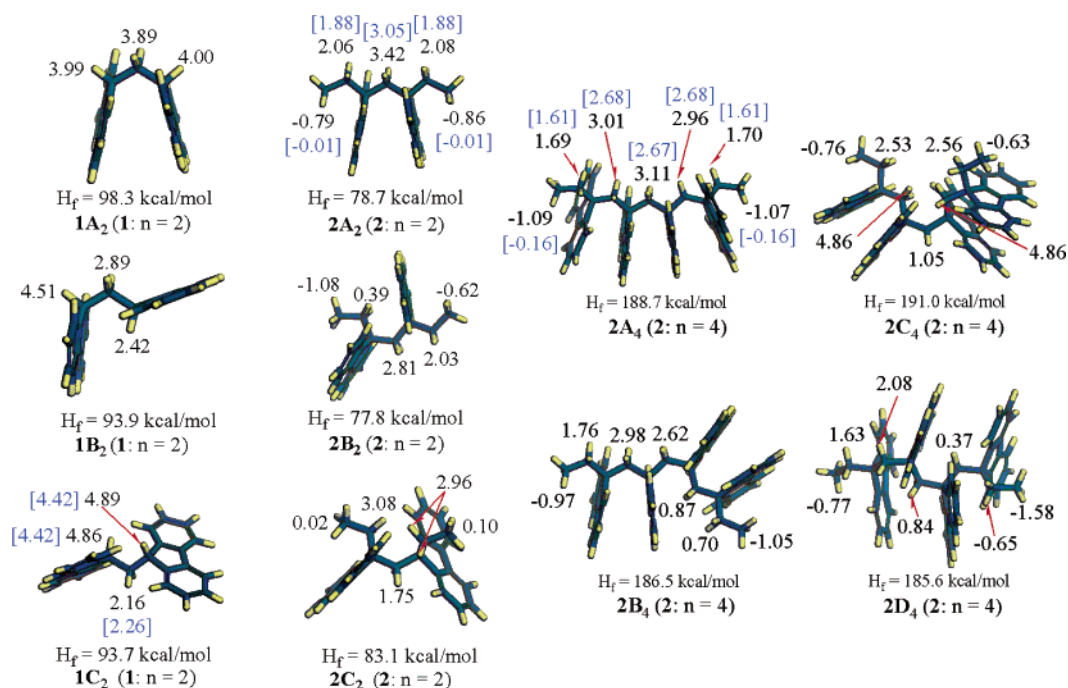 3.89
3.99 4.00
H_f = 98.3 kcal/mol
1A₂ (1: n = 2)
[1.88] [3.05] [1.88]
2.06 3.42 2.08
-0.79 -0.86
[-0.01] [-0.01]
H_f = 78.7 kcal/mol
2A₂ (2: n = 2)
[2.68] [2.68]
[1.61] 3.01 2.96 [1.61]
1.69 [2.67] 1.70
3.11
-1.09 -1.07
[-0.16] [-0.16]
H_f = 188.7 kcal/mol
2A₄ (2: n = 4)
-0.76 2.53 2.56 -0.63
4.86 1.05 4.86
H_f = 191.0 kcal/mol
2C₄ (2: n = 4)
2.89
4.51
2.42
H_f = 93.9 kcal/mol
1B₂ (1: n = 2)
-1.08 0.39 -0.62
2.81 2.03
H_f = 77.8 kcal/mol
2B₂ (2: n = 2)
1.76 2.98 2.62
-0.97 0.87
0.70 -1.05
H_f = 186.5 kcal/mol
2B₄ (2: n = 4)
2.08
1.63 0.37
-0.77 0.84 -0.65 -1.58
H_f = 185.6 kcal/mol
2D₄ (2: n = 4)
[4.42] 4.89
[4.42] 4.86
2.16
[2.26]
H_f = 93.7 kcal/mol
1C₂ (1: n = 2)
2.96
0.02 3.08 0.10
1.75
H_f = 83.1 kcal/mol
2C₂ (2: n = 2)